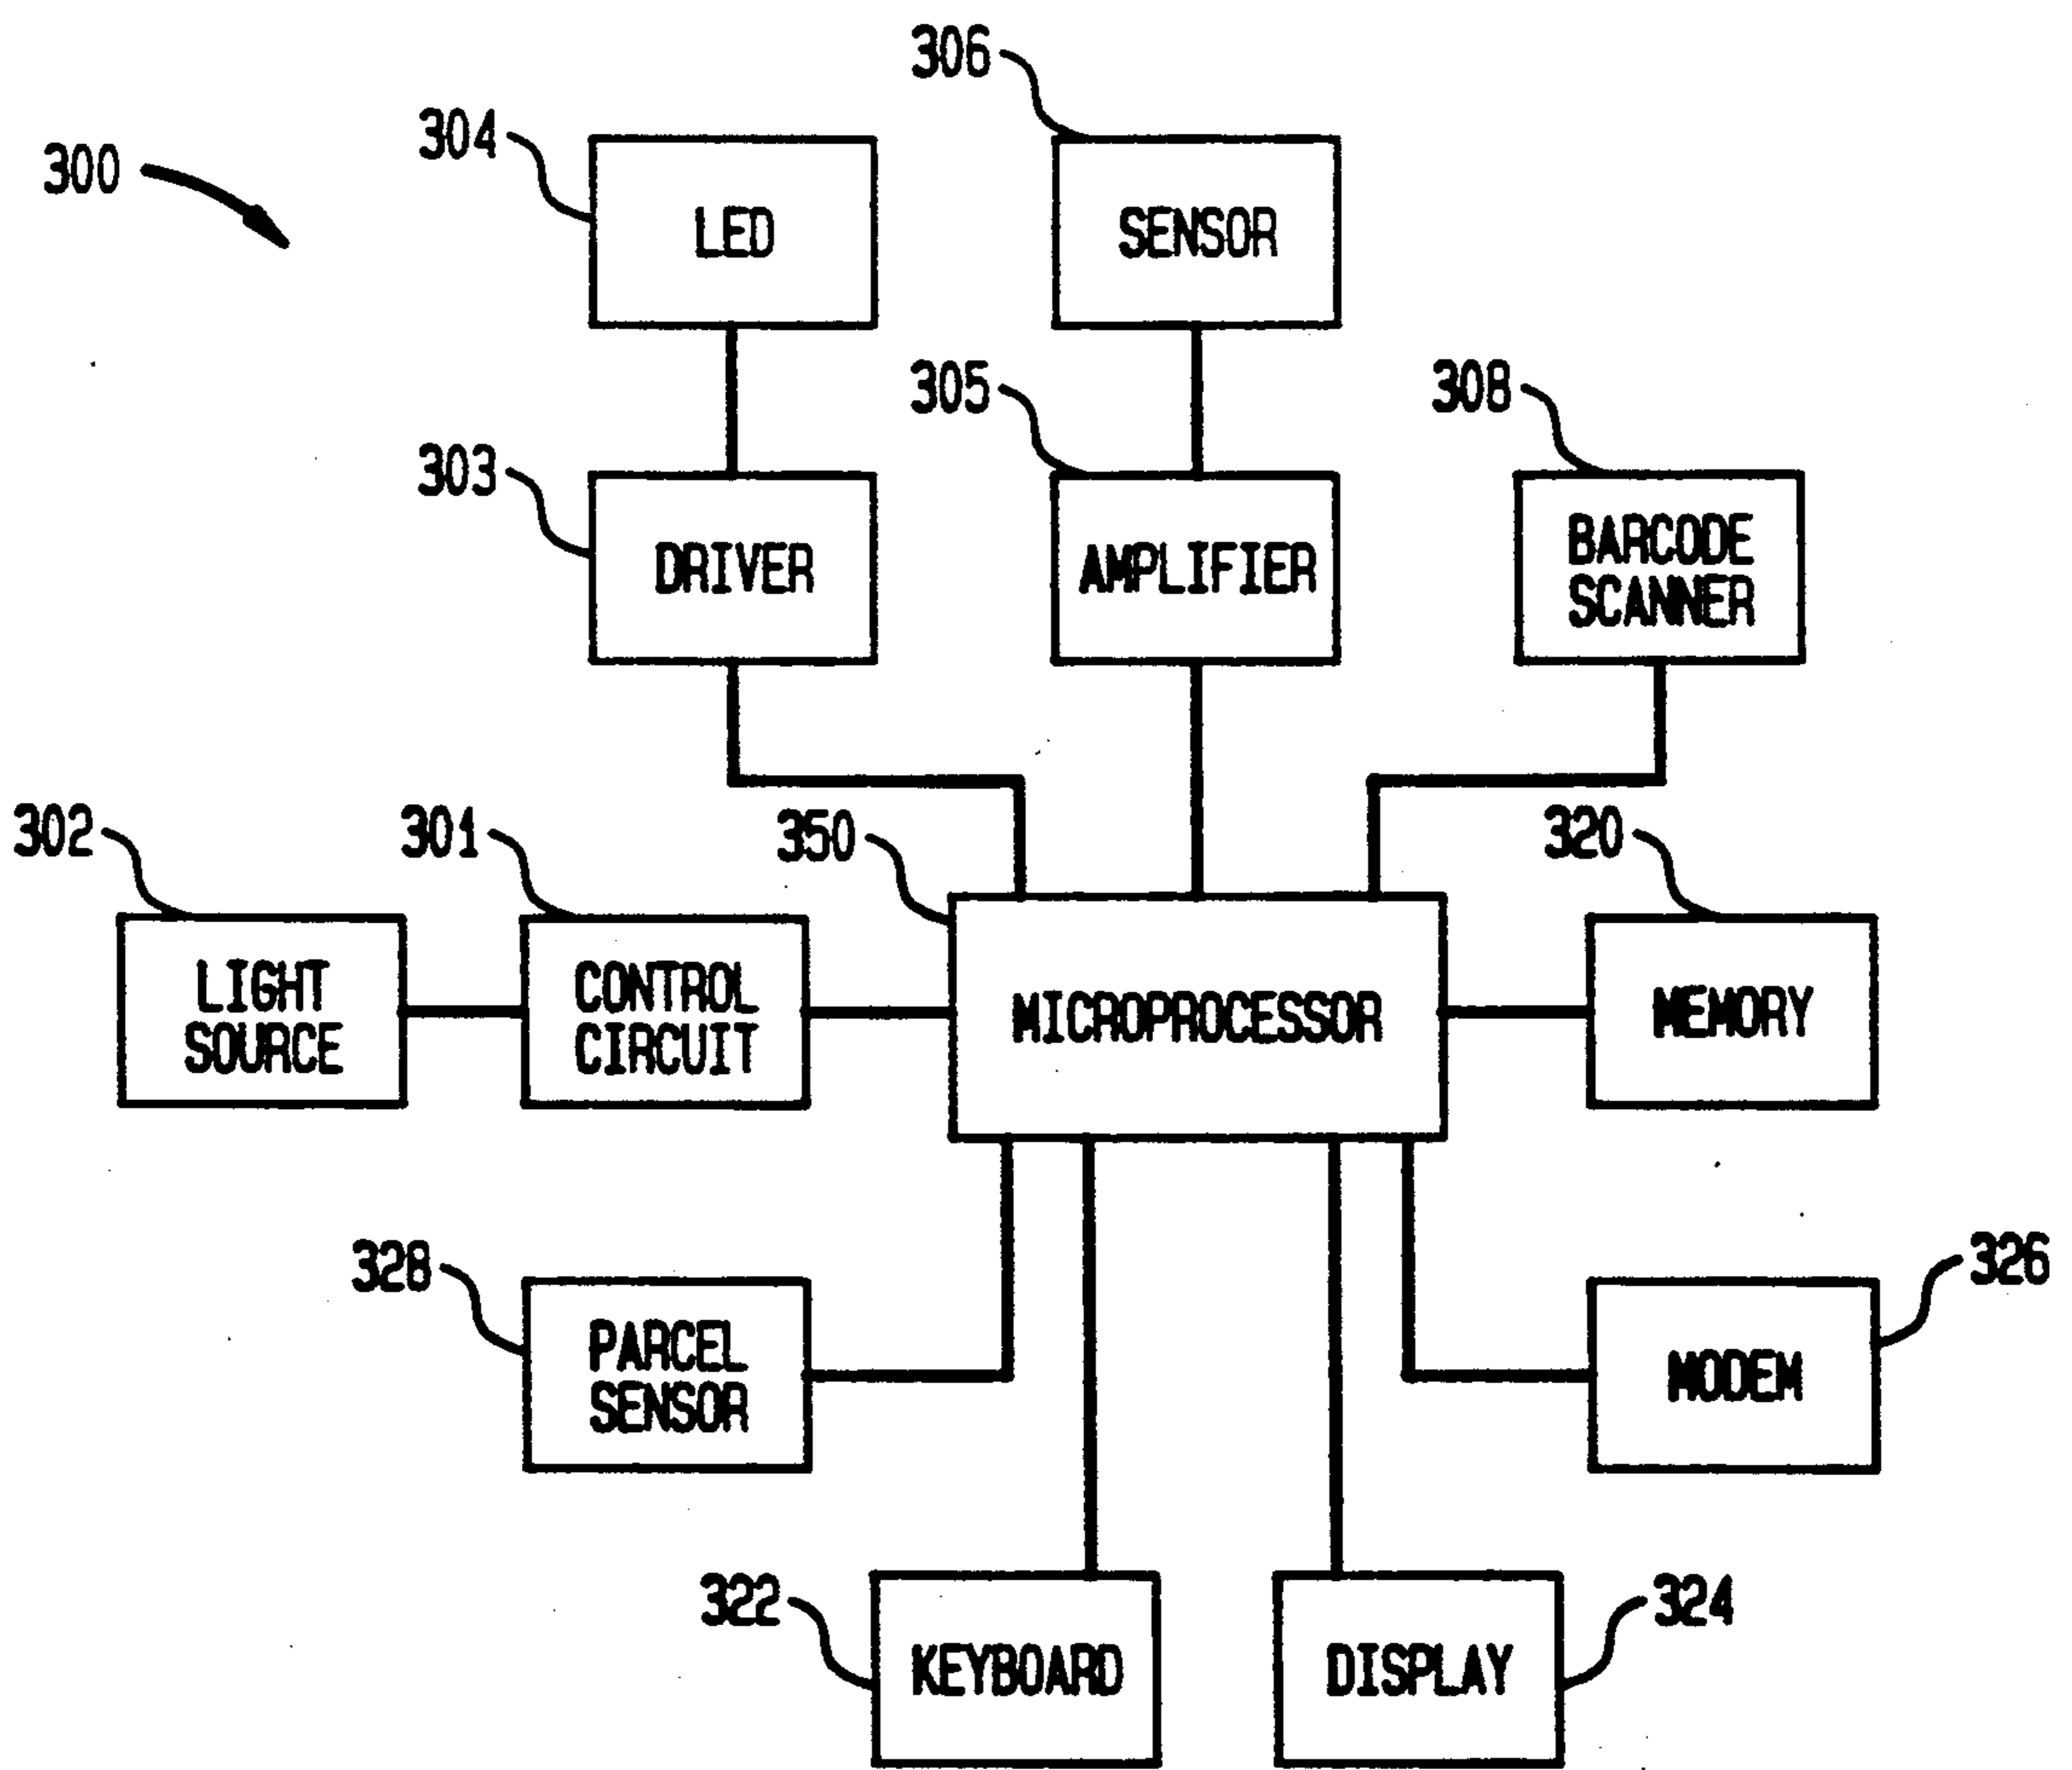 306
304
300
LED
SENSOR
305
308
303
DRIVER
AMPLIFIER
BARCODE
SCANNER
302
301
350
320
LIGHT
SOURCE
CONTROL
CIRCUIT
MICROPROCESSOR
MEMORY
328
326
PARCEL
SENSOR
MODEM
322
324
KEYBOARD
DISPLAY